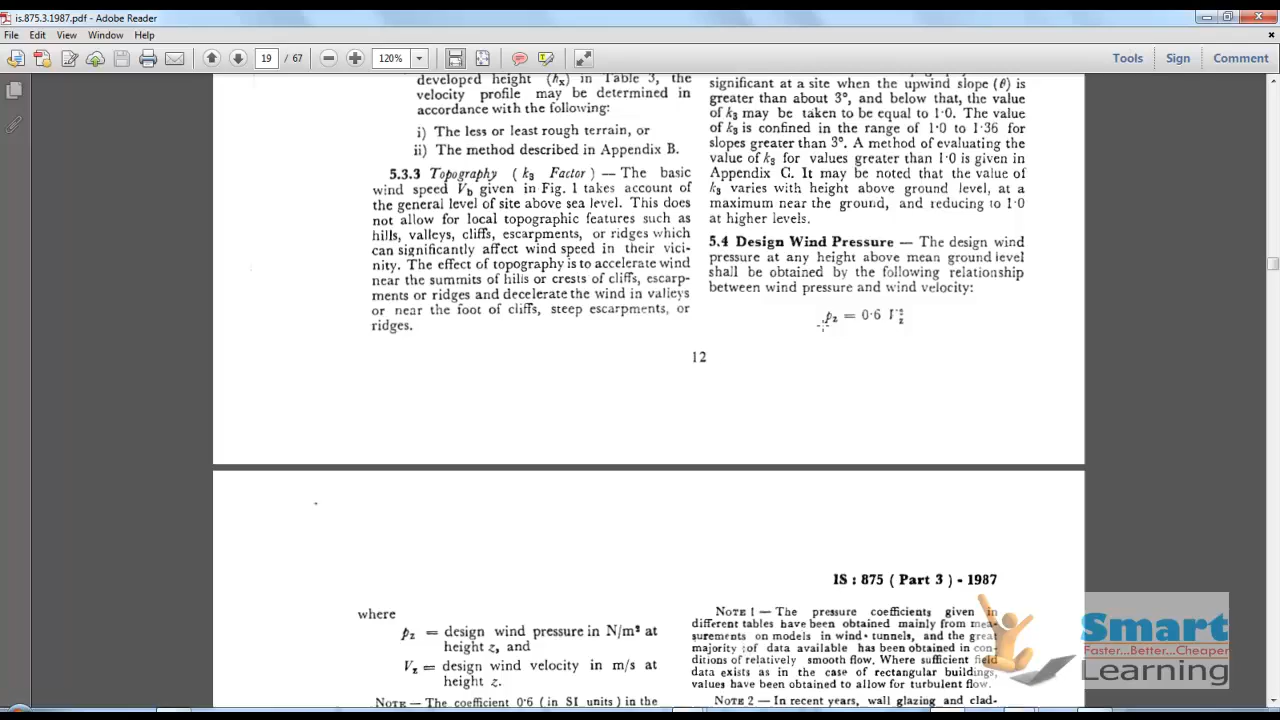 is.875.3.1987.pdf - Adobe Reader
File Edit View Window Help
19 / 67 120% Tools Sign Comment
developed height (hx) in Table 3, the
velocity profile may be determined in
accordance with the following:
i) The less or least rough terrain, or
ii) The method described in Appendix B.
5.3.3 Topography ( k3 Factor ) — The basic
wind speed Vb given in Fig. 1 takes account of
the general level of site above sea level. This does
not allow for local topographic features such as
hills, valleys, cliffs, escarpments, or ridges which
can significantly affect wind speed in their vici-
nity. The effect of topography is to accelerate wind
near the summits of hills or crests of cliffs, escarp-
ments or ridges and decelerate the wind in valleys
or near the foot of cliffs, steep escarpments, or
ridges.
significant at a site when the upwind slope (θ) is
greater than about 3°, and below that, the value
of k3 may be taken to be equal to 1·0. The value
of k3 is confined in the range of 1·0 to 1·36 for
slopes greater than 3°. A method of evaluating the
value of k3 for values greater than 1·0 is given in
Appendix C. It may be noted that the value of
k3 varies with height above ground level, at a
maximum near the ground, and reducing to 1·0
at higher levels.
5.4 Design Wind Pressure — The design wind
pressure at any height above mean ground level
shall be obtained by the following relationship
between wind pressure and wind velocity:
pz = 0·6 V²z
12
IS : 875 ( Part 3 ) - 1987
where
pz = design wind pressure in N/m² at
height z, and
Vz = design wind velocity in m/s at
height z.
NOTE — The coefficient 0·6 ( in SI units ) in the
NOTE 1 — The pressure coefficients given in
different tables have been obtained mainly from mea-
surements on models in wind-tunnels, and the great
majority of data available has been obtained in con-
ditions of relatively smooth flow. Where sufficient field
data exists as in the case of rectangular buildings,
values have been obtained to allow for turbulent flow.
NOTE 2 — In recent years, wall glazing and clad-
Smart
Faster...Better...Cheaper
Learning